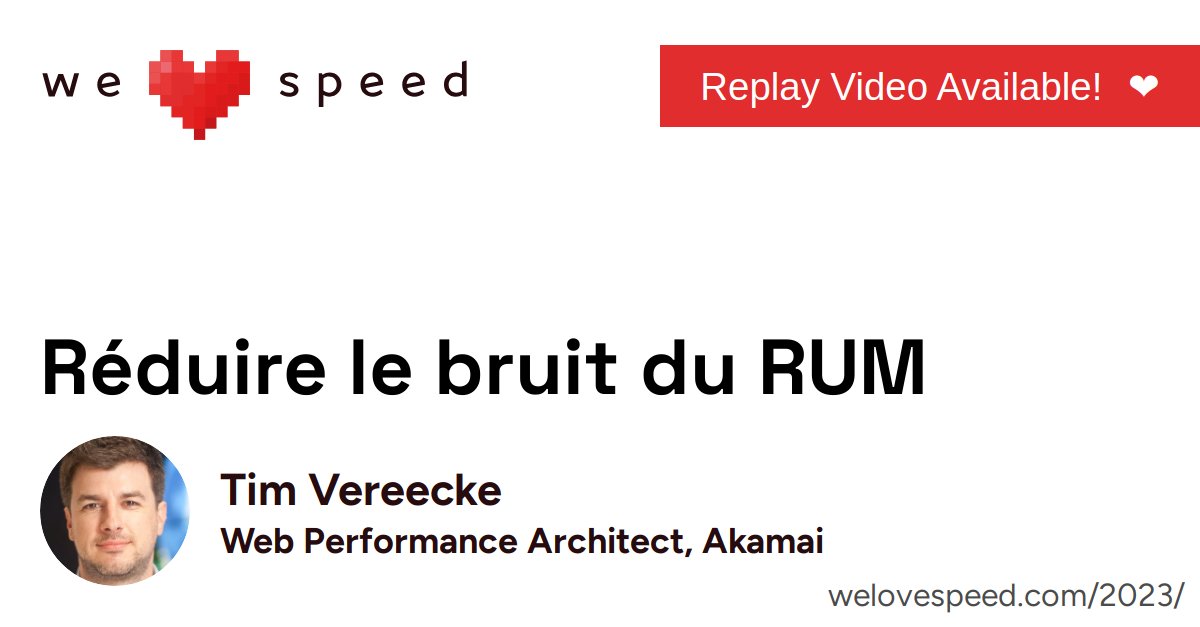 we speed
Replay Video Available! ❤
Réduire le bruit du RUM
Tim Vereecke
Web Performance Architect, Akamai
welovespeed.com/2023/